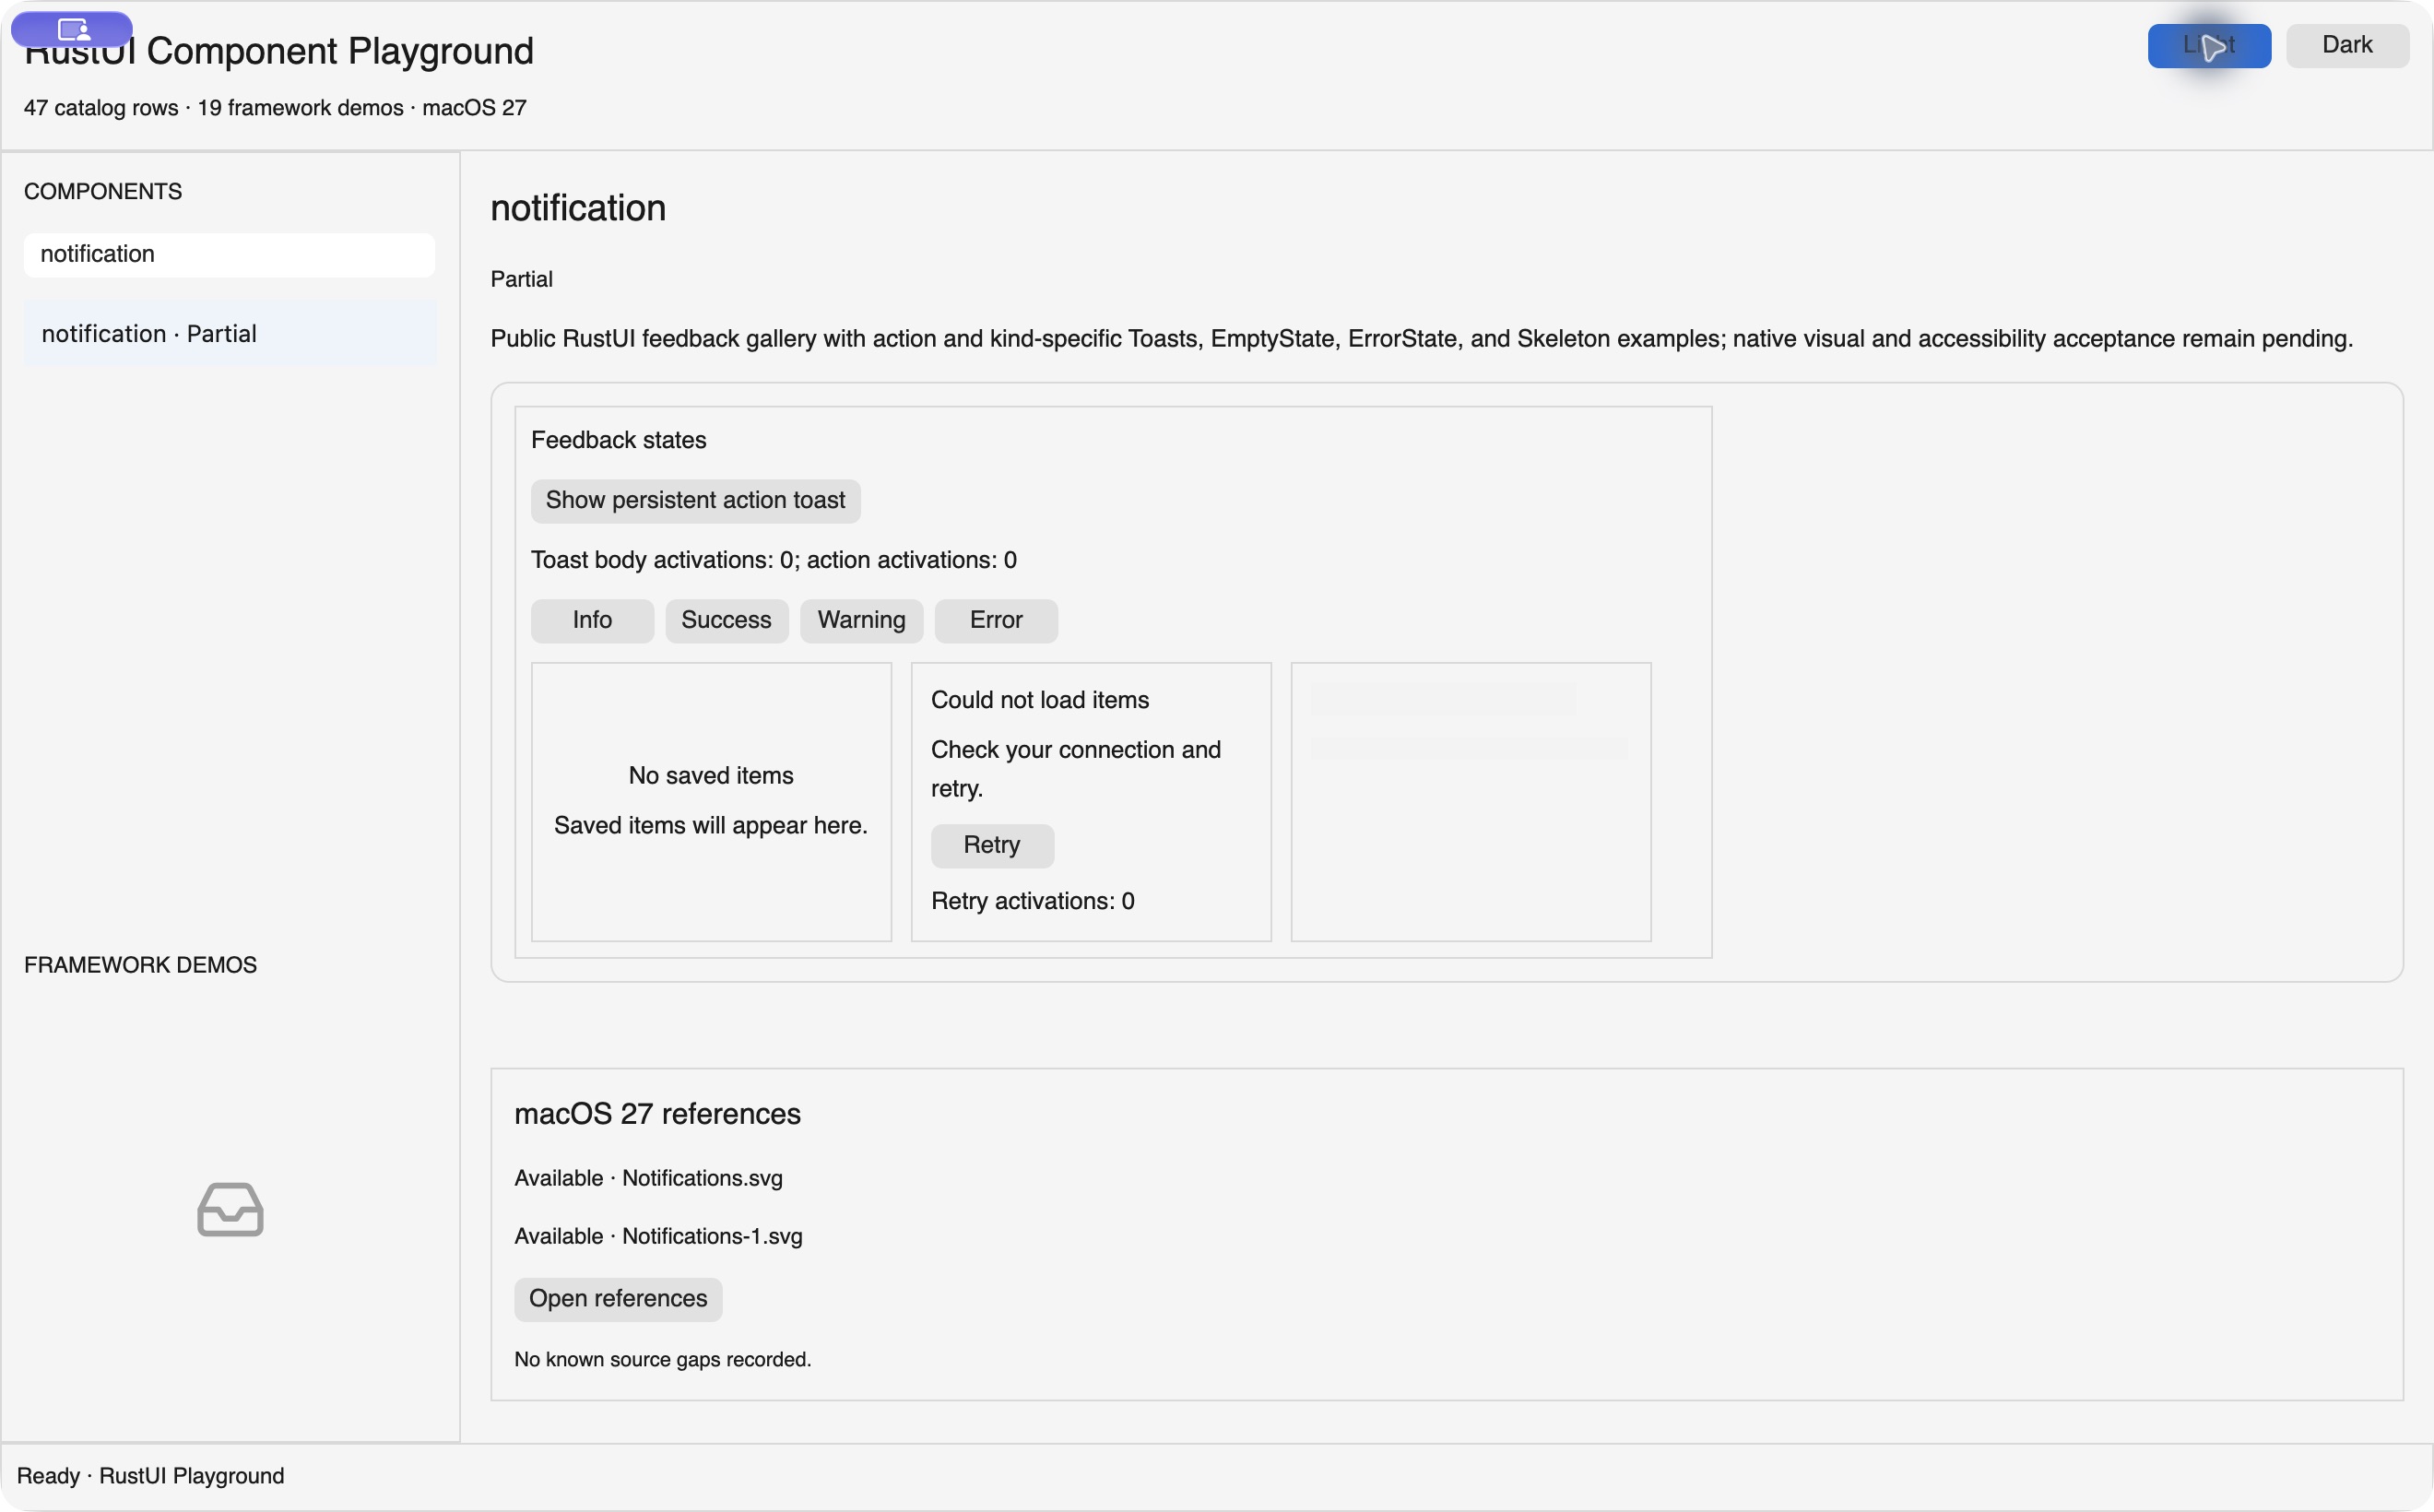 RustUI Component Playground
Light
Dark
47 catalog rows · 19 framework demos · macOS 27
COMPONENTS
notification
notification · Partial
FRAMEWORK DEMOS
notification
Partial
Public RustUI feedback gallery with action and kind-specific Toasts, EmptyState, ErrorState, and Skeleton examples; native visual and accessibility acceptance remain pending.
Feedback states
Show persistent action toast
Toast body activations: 0; action activations: 0
Info
Success
Warning
Error
No saved items
Saved items will appear here.
Could not load items
Check your connection and
retry.
Retry
Retry activations: 0
macOS 27 references
Available · Notifications.svg
Available · Notifications-1.svg
Open references
No known source gaps recorded.
Ready · RustUI Playground